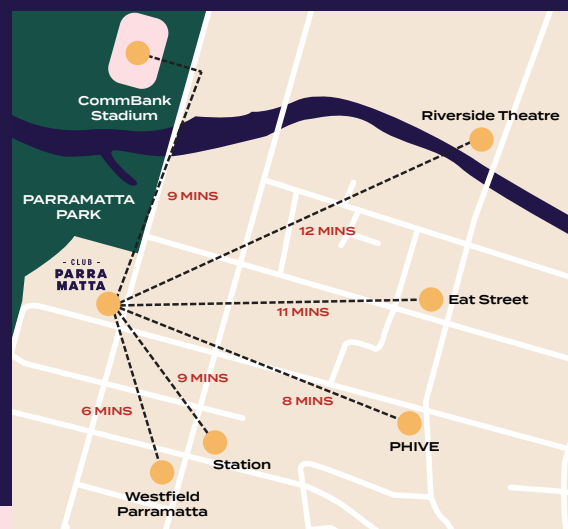 CommBank
Stadium
Riverside Theatre
PARRAMATTA
PARK
9 MINS
12 MINS
- CLUB -
PARRA
MATTA
Eat Street
11 MINS
9 MINS
8 MINS
6 MINS
PHIVE
Station
Westfield
Parramatta